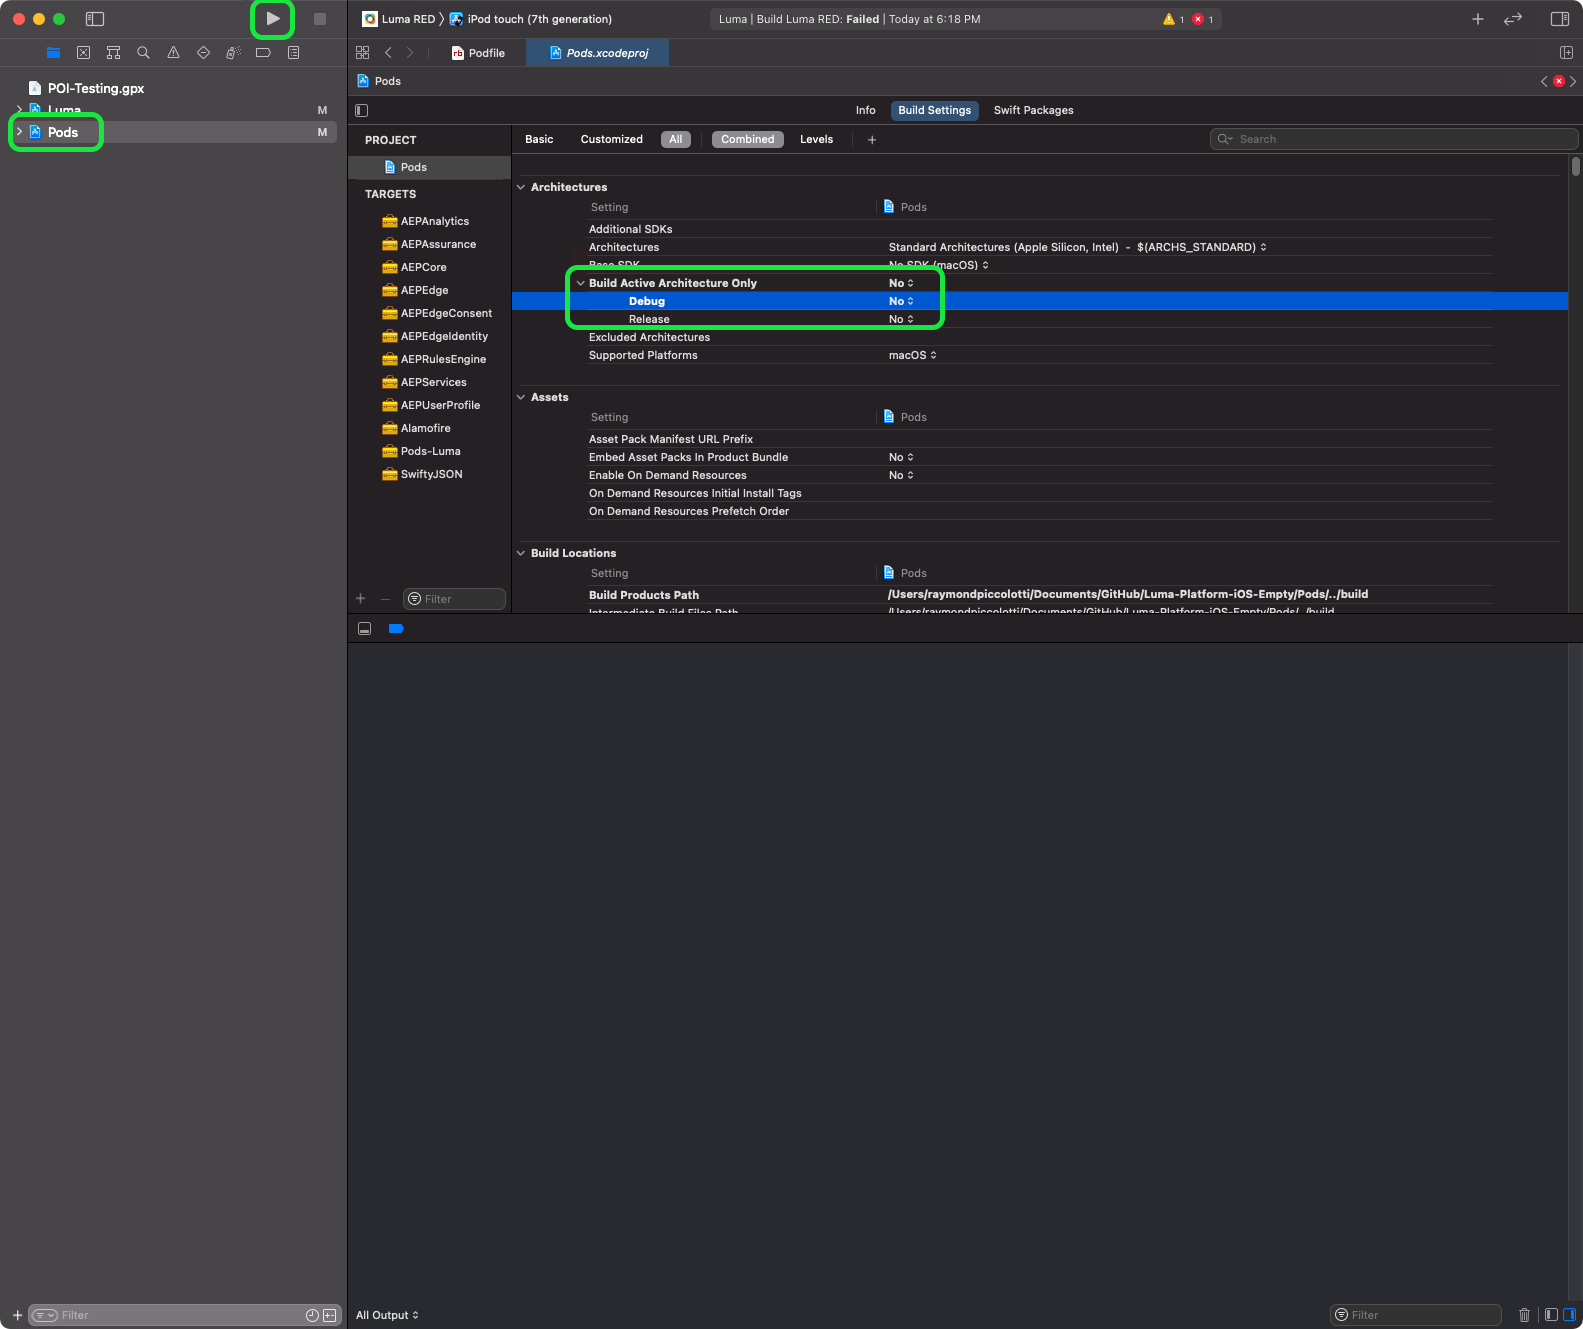 Luma RED
iPod touch (7th generation)
Luma | Build Luma RED: Failed | Today at 6:18 PM
1
1
Podfile
Pods.xcodeproj
POI-Testing.gpx
Luma
M
Pods
M
Pods
Info
Build Settings
Swift Packages
PROJECT
Pods
TARGETS
AEPAnalytics
AEPAssurance
AEPCore
AEPEdge
AEPEdgeConsent
AEPEdgeIdentity
AEPRulesEngine
AEPServices
AEPUserProfile
Alamofire
Pods-Luma
SwiftyJSON
Filter
Basic
Customized
All
Combined
Levels
Search
Architectures
Setting
Pods
Additional SDKs
Architectures
Standard Architectures (Apple Silicon, Intel) - $(ARCHS_STANDARD)
Base SDK
No SDK (macOS)
Build Active Architecture Only
No
Debug
No
Release
No
Excluded Architectures
Supported Platforms
macOS
Assets
Setting
Pods
Asset Pack Manifest URL Prefix
Embed Asset Packs In Product Bundle
No
Enable On Demand Resources
No
On Demand Resources Initial Install Tags
On Demand Resources Prefetch Order
Build Locations
Setting
Pods
Build Products Path
/Users/raymondpiccolotti/Documents/GitHub/Luma-Platform-iOS-Empty/Pods/../build
Intermediate Build Files Path
/Users/raymondpiccolotti/Documents/GitHub/Luma-Platform-iOS-Empty/Pods/../build
Filter
All Output
Filter